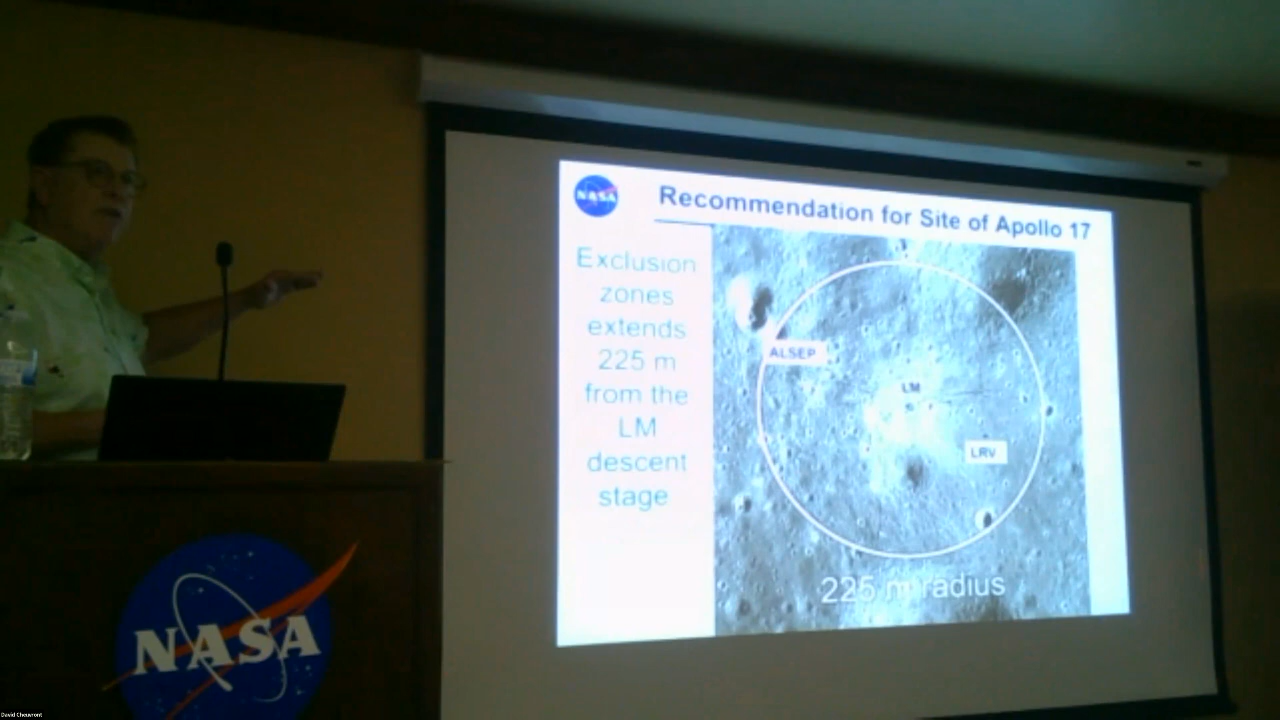 NASA
Recommendation for Site of Apollo 17
Exclusion
zones
extends
225 m
from the
LM
descent
stage
ALSEP
LM
LRV
225 m radius
NASA
David Cheuvront